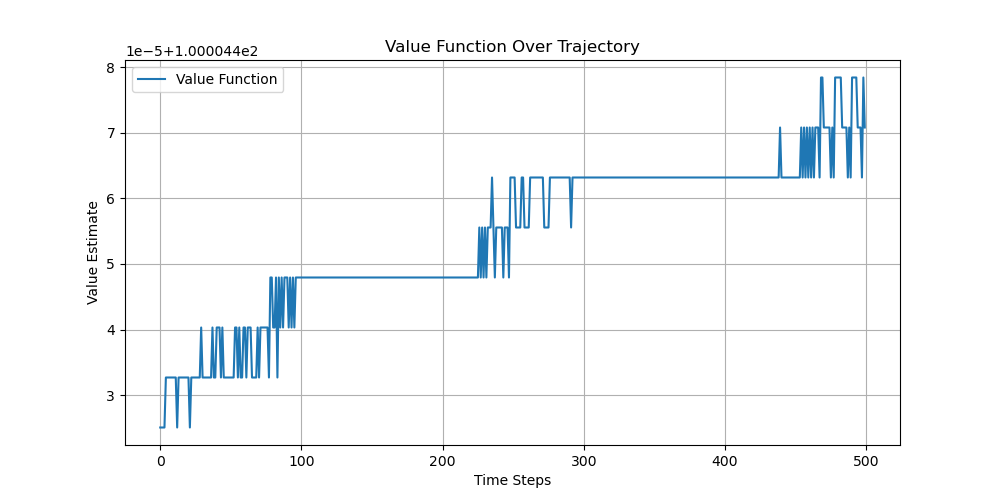 Value Function Over Trajectory
1e-5+1.000044e2
Value Function
8
7
6
5
4
3
Value Estimate
0 100 200 300 400 500
Time Steps